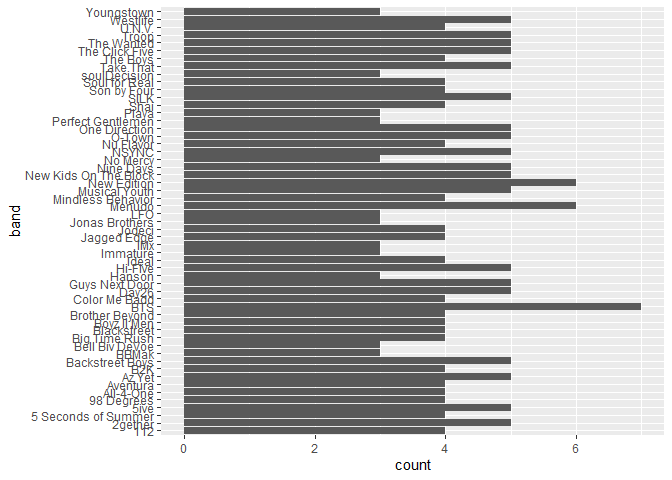 Youngstown
Westlife
U.N.V.
Troop
The Wanted
The Click Five
The Boys
Take That
soulDecision
Soul for Real
Son by Four
SILK
Shai
Playa
Perfect Gentlemen
One Direction
O-Town
Nu Flavor
NSYNC
No Mercy
Nine Days
New Kids On The Block
New Edition
Musical Youth
Mindless Behavior
Menudo
LFO
Jonas Brothers
Jodeci
Jagged Edge
IMx
Immature
Ideal
Hi-Five
Hanson
Guys Next Door
Day26
Color Me Badd
BTS
Brother Beyond
Boyz II Men
Blackstreet
Big Time Rush
Bell Biv DeVoe
BBMak
Backstreet Boys
B2K
Az Yet
Aventura
All-4-One
98 Degrees
5ive
5 Seconds of Summer
2gether
112
band
0 2 4 6
count